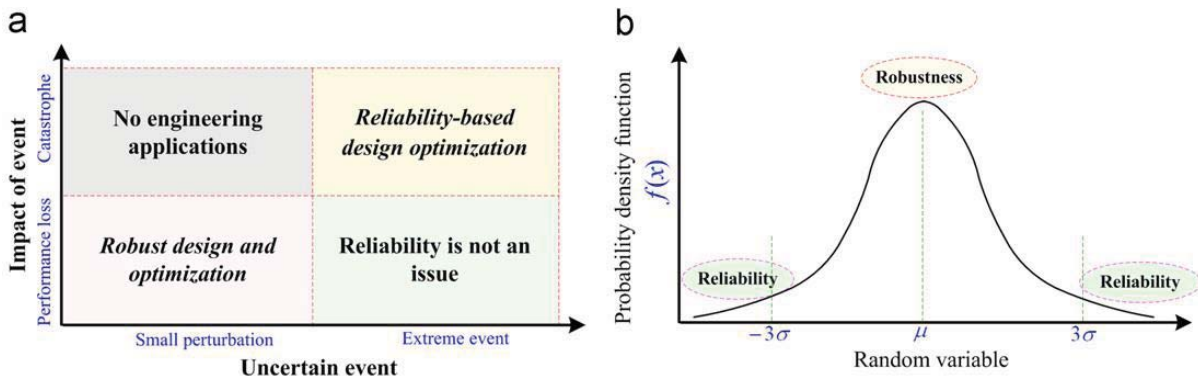 a
Impact of event
Catastrophe
Performance loss
No engineering
applications
Reliability-based
design optimization
Robust design and
optimization
Reliability is not an
issue
Small perturbation
Extreme event
Uncertain event
b
Probability density function
f(x)
Robustness
Reliability
Reliability
−3σ
μ
3σ
Random variable